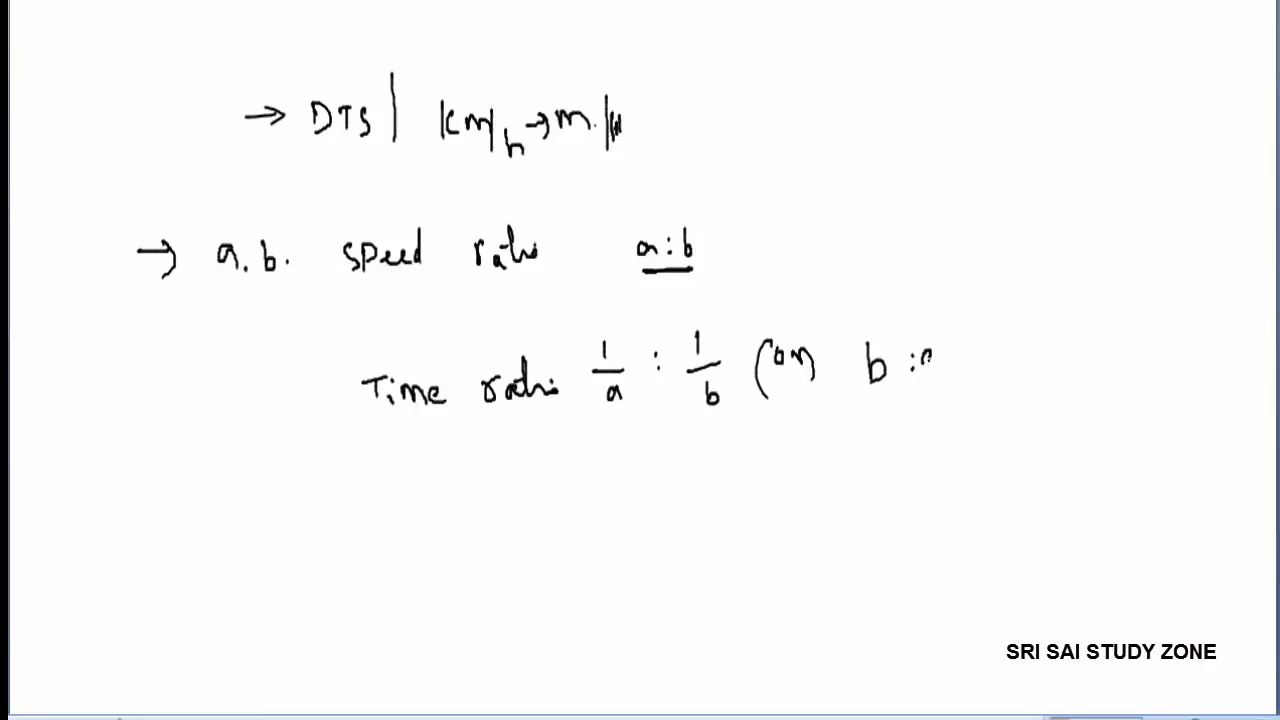 → DTS | km/h → m/
→ a.b. speed ratio a:b
Time ratio 1/a : 1/b (or) b :
SRI SAI STUDY ZONE